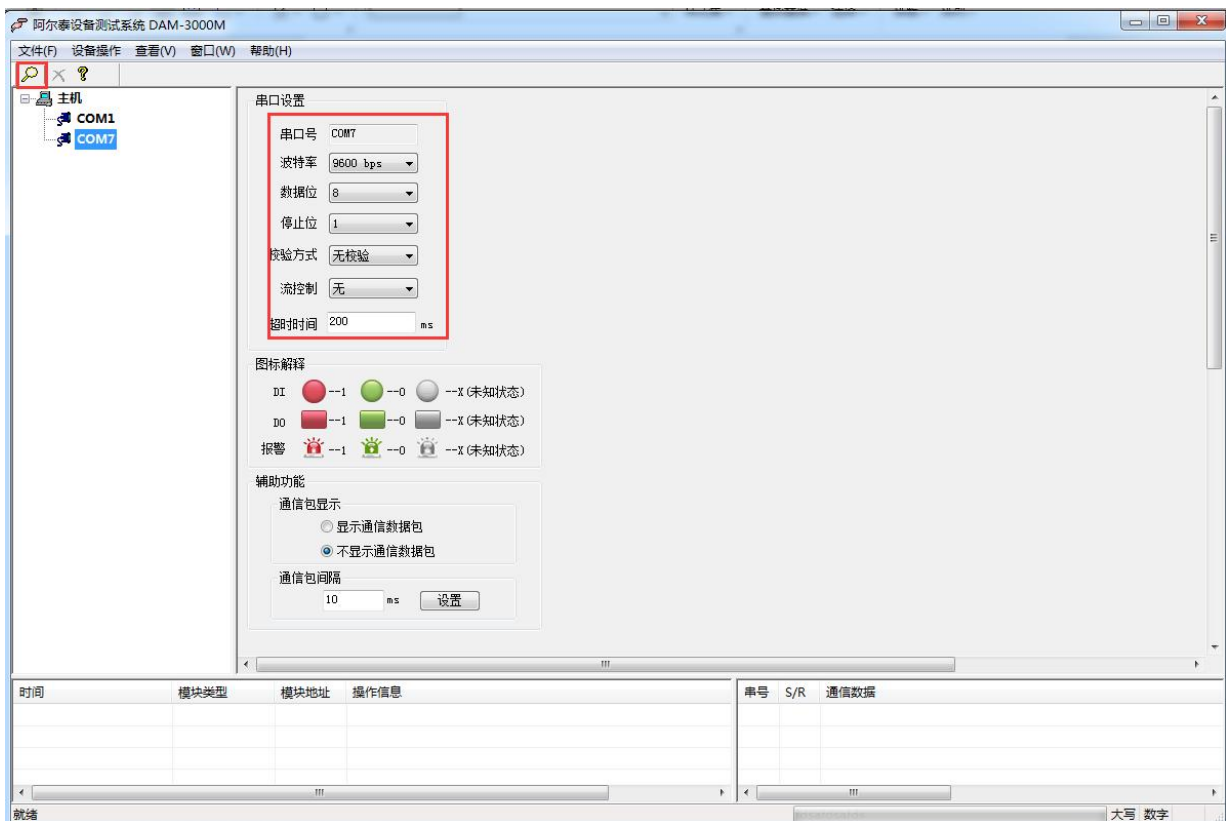 阿尔泰设备测试系统 DAM-3000M
文件(F) 设备操作 查看(V) 窗口(W) 帮助(H)
主机
COM1
COM7
串口设置
串口号 COM7
波特率 9600 bps
数据位 8
停止位 1
校验方式 无校验
流控制 无
超时时间 200 ms
图标解释
DI --1 --0 --X(未知状态)
DO --1 --0 --X(未知状态)
报警 --1 --0 --X(未知状态)
辅助功能
通信包显示
显示通信数据包
不显示通信数据包
通信包间隔
10 ms 设置
时间 模块类型 模块地址 操作信息
串号 S/R 通信数据
就绪 大写 数字